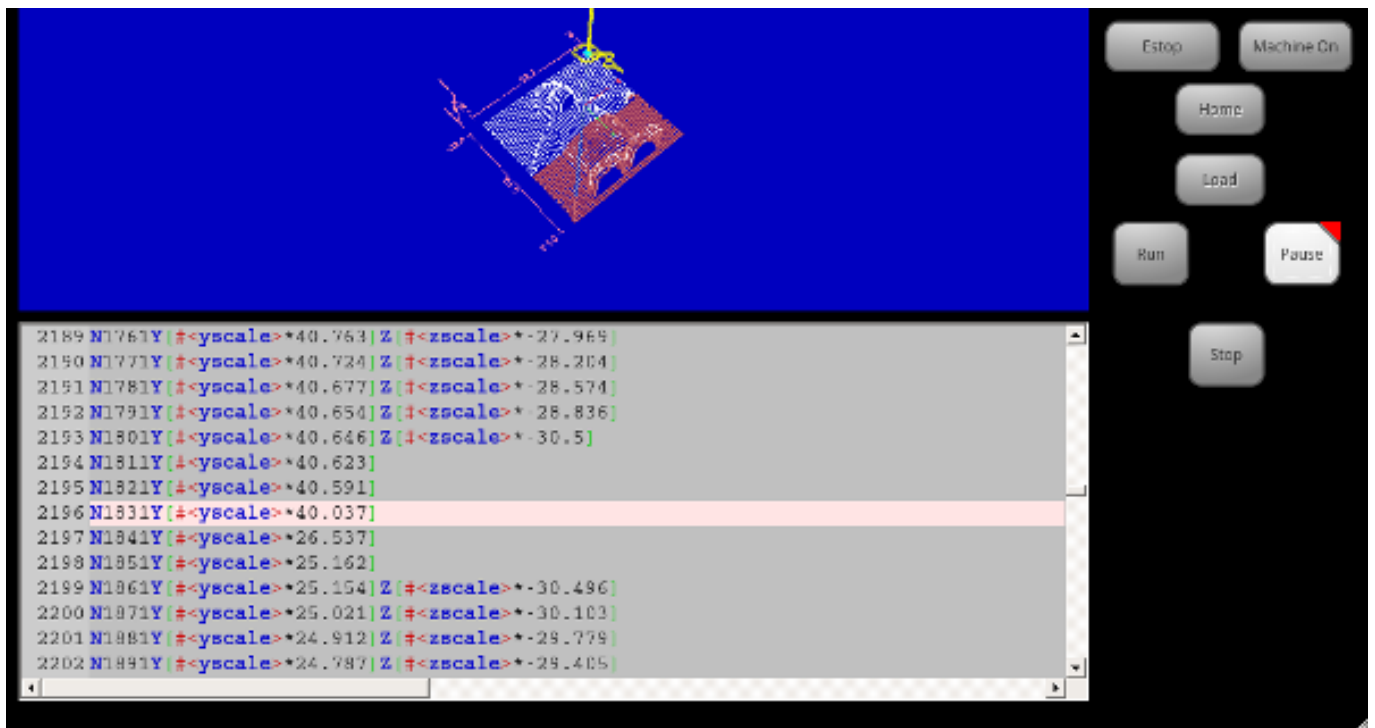 Estop
Machine On
Home
Load
Run
Pause
Stop
2189 N1761Y[#<yscale>*40.763]Z[#<zscale>*-27.969]
2190 N1771Y[#<yscale>*40.724]Z[#<zscale>*-28.204]
2191 N1781Y[#<yscale>*40.677]Z[#<zscale>*-28.574]
2192 N1791Y[#<yscale>*40.654]Z[#<zscale>*-28.836]
2193 N1801Y[#<yscale>*40.646]Z[#<zscale>*-30.5]
2194 N1811Y[#<yscale>*40.623]
2195 N1821Y[#<yscale>*40.591]
2196 N1831Y[#<yscale>*40.037]
2197 N1841Y[#<yscale>*26.537]
2198 N1851Y[#<yscale>*25.162]
2199 N1861Y[#<yscale>*25.154]Z[#<zscale>*-30.496]
2200 N1871Y[#<yscale>*25.021]Z[#<zscale>*-30.103]
2201 N1881Y[#<yscale>*24.912]Z[#<zscale>*-29.779]
2202 N1891Y[#<yscale>*24.787]Z[#<zscale>*-29.405]